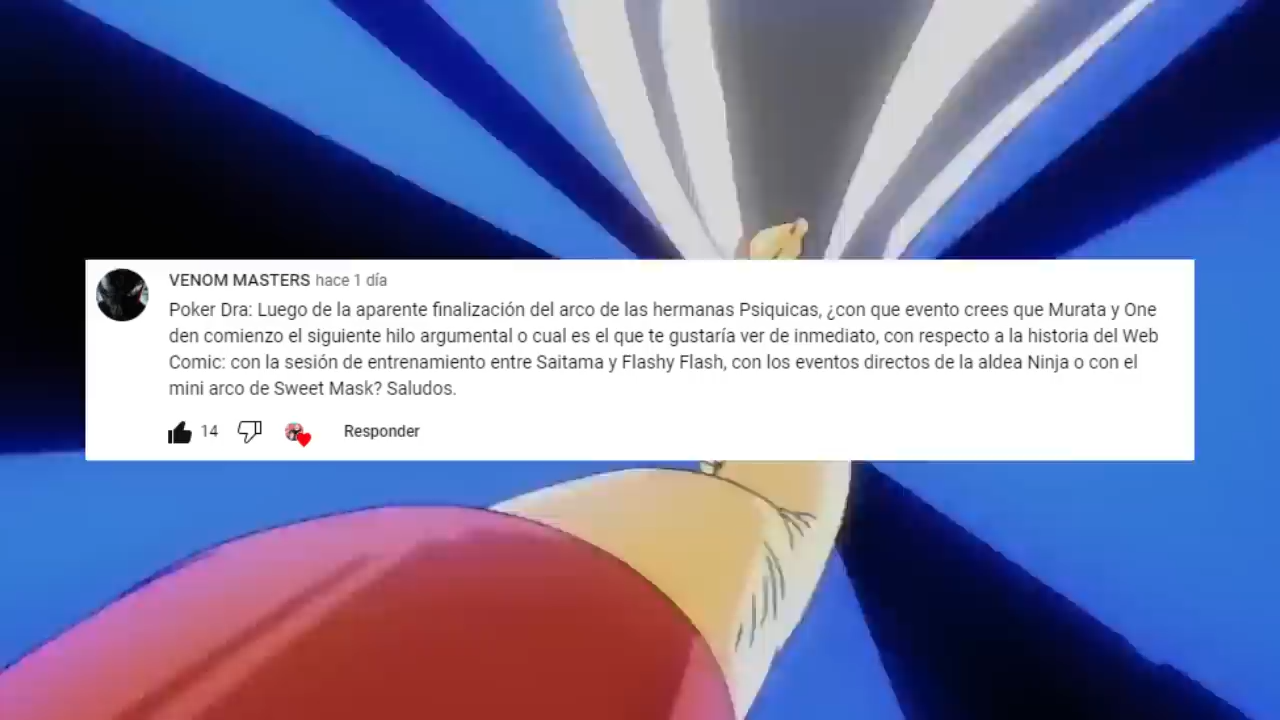 VENOM MASTERS hace 1 día
Poker Dra: Luego de la aparente finalización del arco de las hermanas Psiquicas, ¿con que evento crees que Murata y One
den comienzo el siguiente hilo argumental o cual es el que te gustaría ver de inmediato, con respecto a la historia del Web
Comic: con la sesión de entrenamiento entre Saitama y Flashy Flash, con los eventos directos de la aldea Ninja o con el
mini arco de Sweet Mask? Saludos.
14 Responder